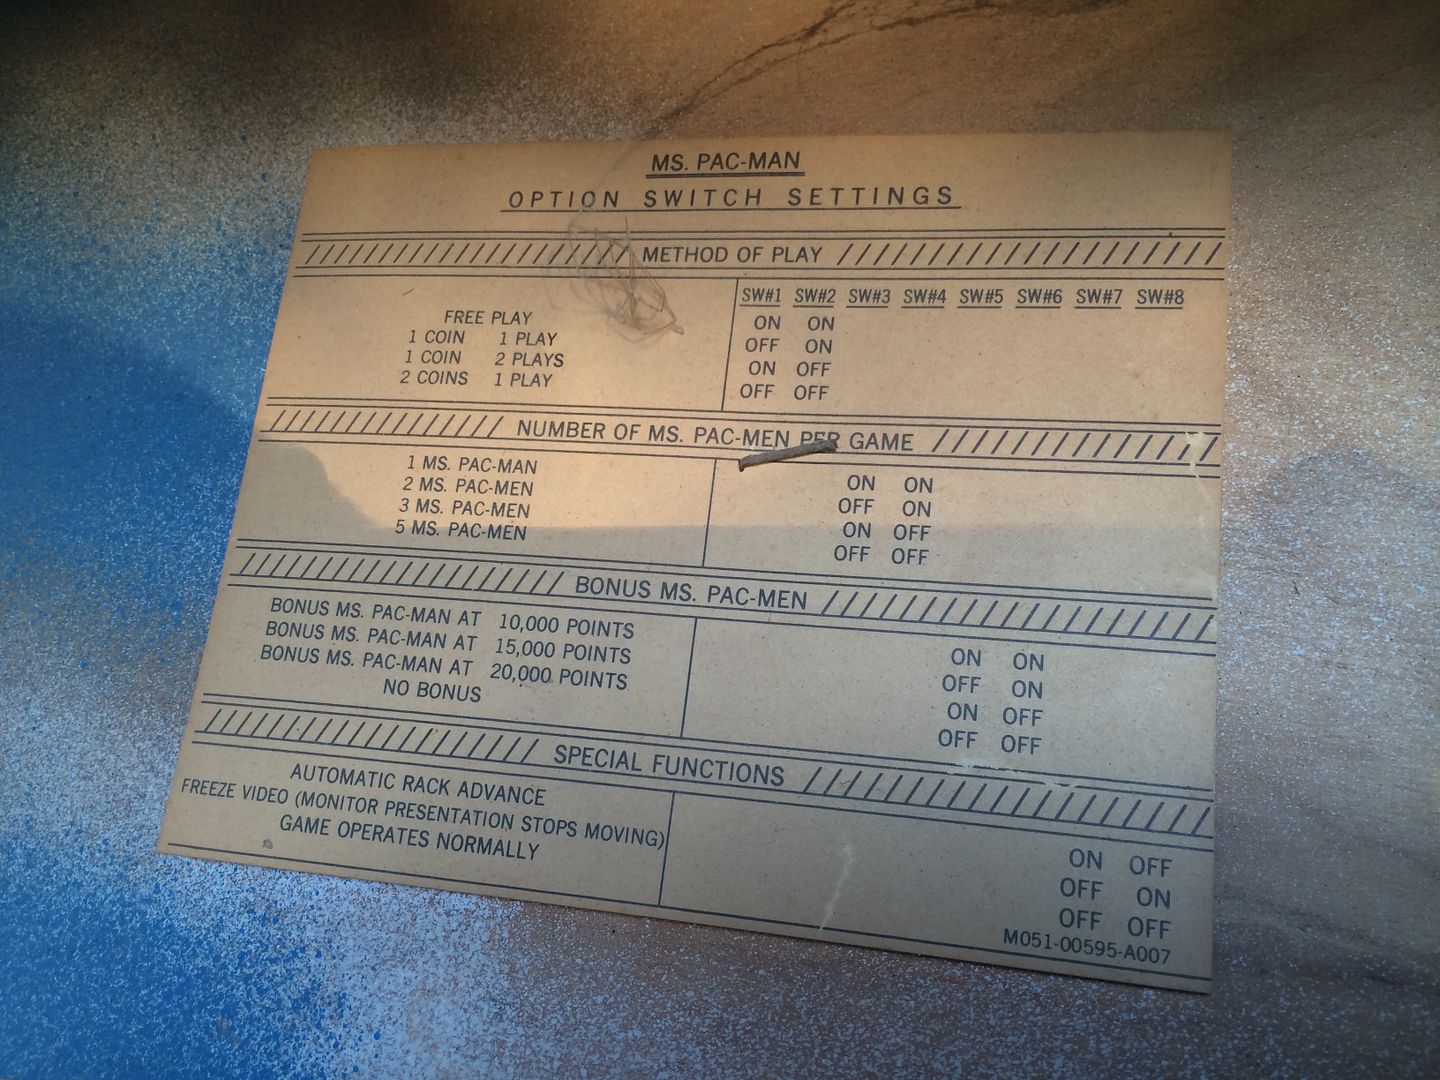 MS. PAC-MAN
OPTION SWITCH SETTINGS
METHOD OF PLAY
SW#1 SW#2 SW#3 SW#4 SW#5 SW#6 SW#7 SW#8
FREE PLAY ON ON
1 COIN 1 PLAY OFF ON
1 COIN 2 PLAYS ON OFF
2 COINS 1 PLAY OFF OFF
NUMBER OF MS. PAC-MEN PER GAME
1 MS. PAC-MAN ON ON
2 MS. PAC-MEN OFF ON
3 MS. PAC-MEN ON OFF
5 MS. PAC-MEN OFF OFF
BONUS MS. PAC-MEN
BONUS MS. PAC-MAN AT 10,000 POINTS ON ON
BONUS MS. PAC-MAN AT 15,000 POINTS OFF ON
BONUS MS. PAC-MAN AT 20,000 POINTS ON OFF
NO BONUS OFF OFF
SPECIAL FUNCTIONS
AUTOMATIC RACK ADVANCE ON OFF
FREEZE VIDEO (MONITOR PRESENTATION STOPS MOVING) OFF ON
GAME OPERATES NORMALLY OFF OFF
M051-00595-A007